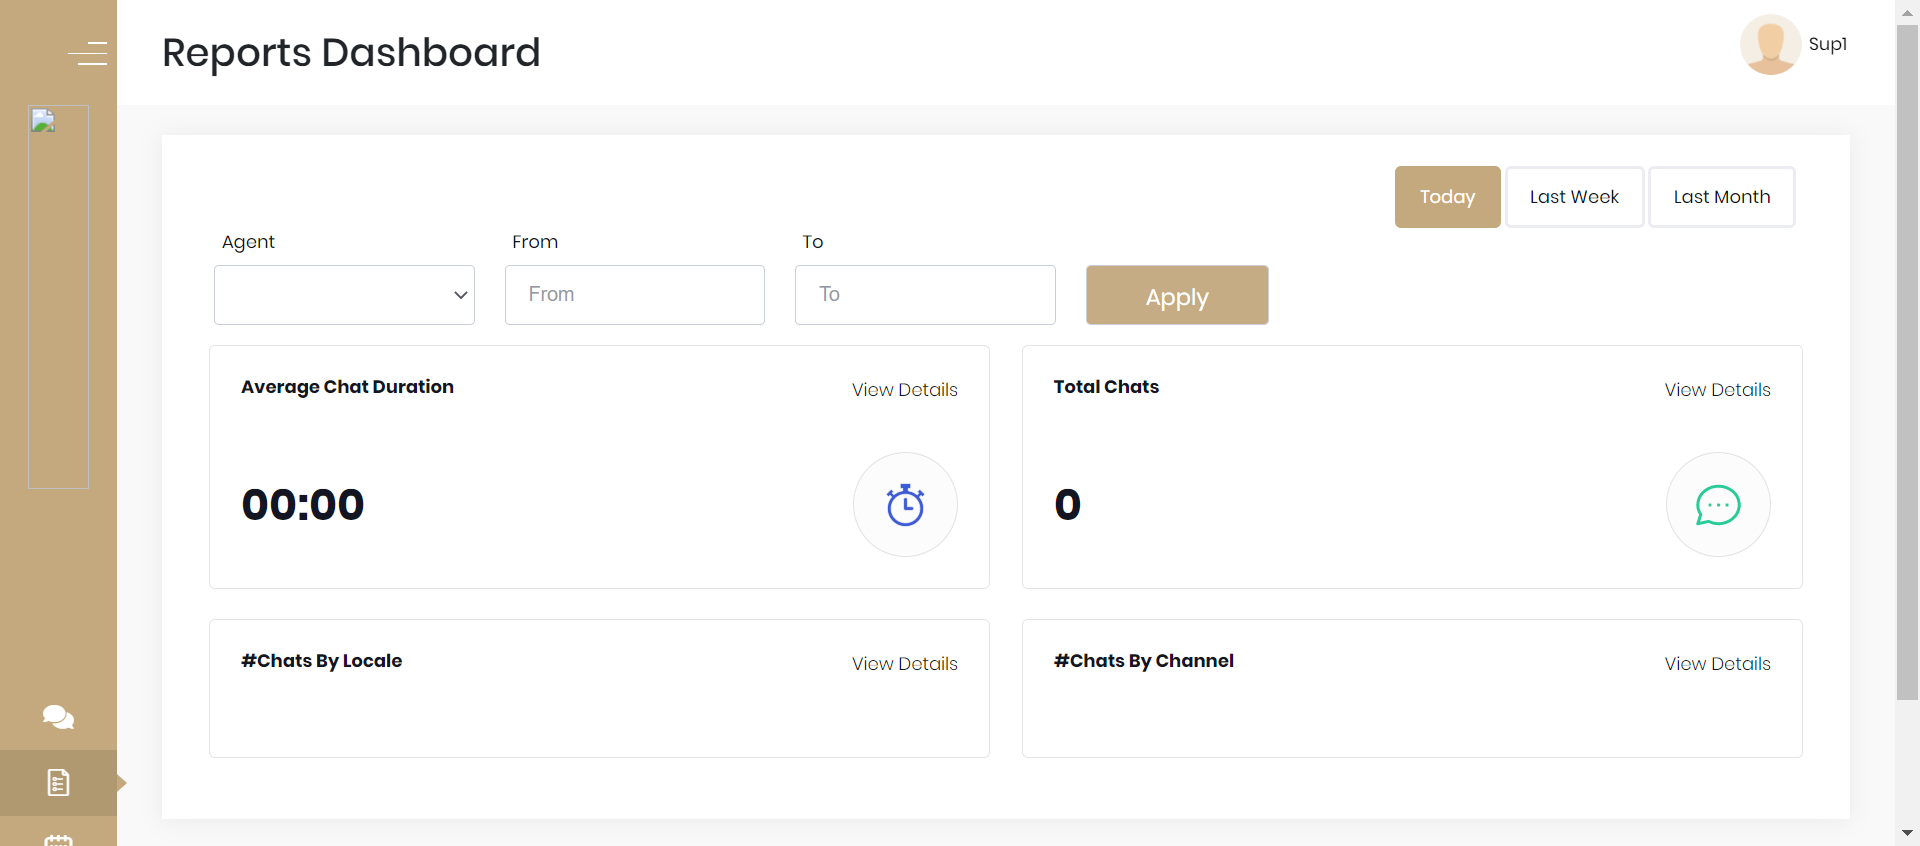 Reports Dashboard
Sup1
Today Last Week Last Month
Agent From To
From To Apply
Average Chat Duration View Details
00:00
Total Chats View Details
0
#Chats By Locale View Details
#Chats By Channel View Details